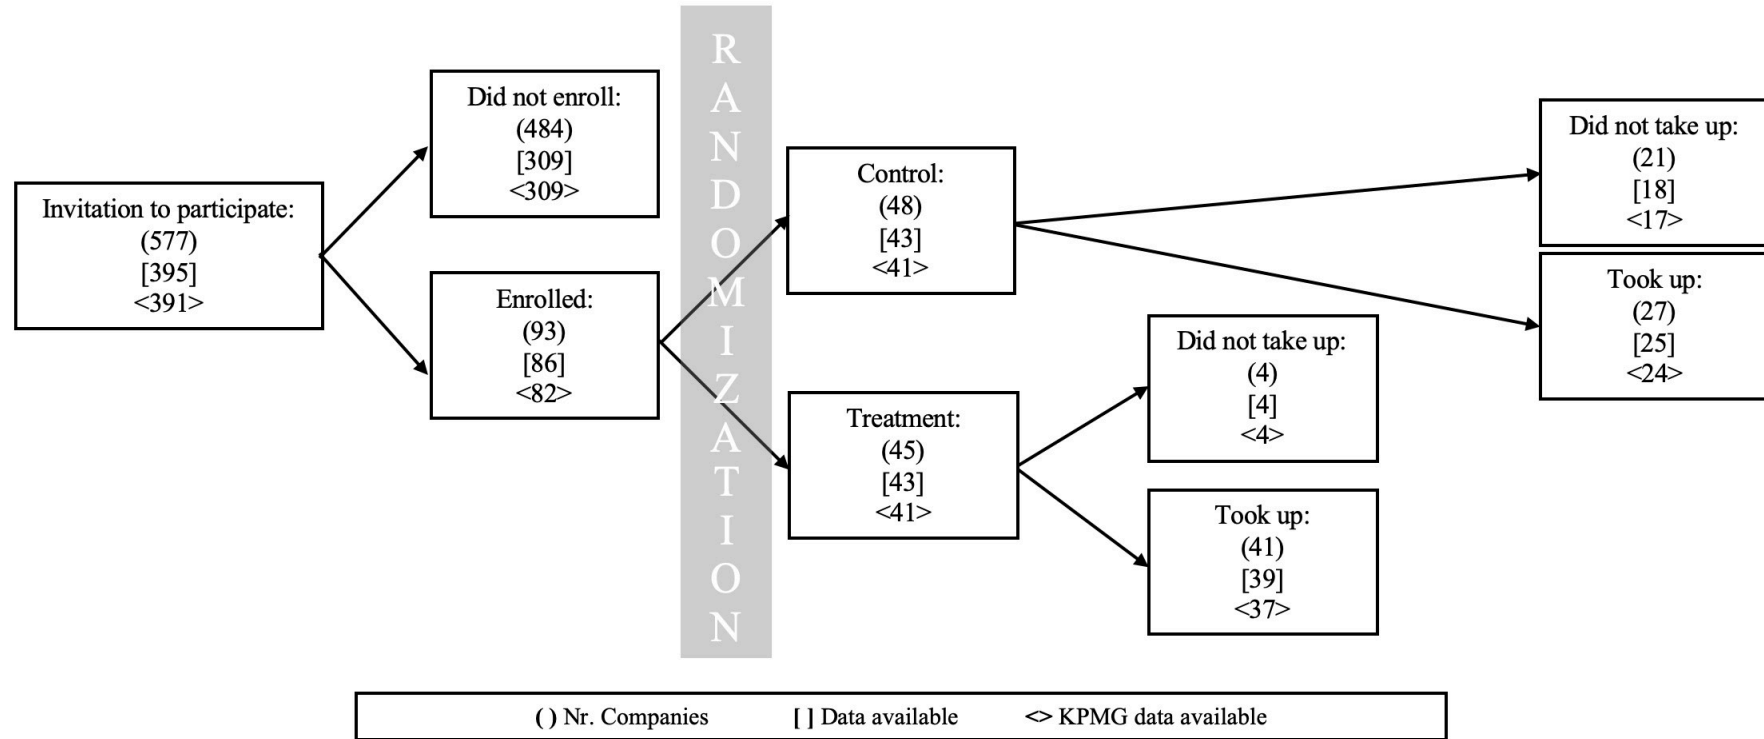 Invitation to participate:
(577)
[395]
<391>
Did not enroll:
(484)
[309]
<309>
Enrolled:
(93)
[86]
<82>
RANDOMIZATION
Control:
(48)
[43]
<41>
Treatment:
(45)
[43]
<41>
Did not take up:
(4)
[4]
<4>
Took up:
(41)
[39]
<37>
Did not take up:
(21)
[18]
<17>
Took up:
(27)
[25]
<24>
( ) Nr. Companies [ ] Data available <> KPMG data available